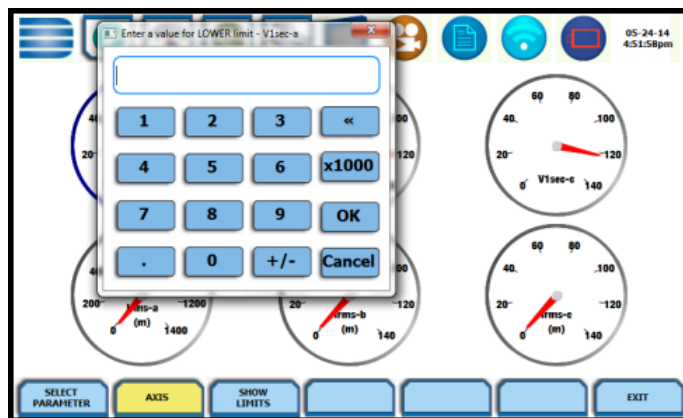 Enter a value for LOWER limit - V1sec-a
05-24-14
4:51:58pm
1 2 3 «
4 5 6 x1000
7 8 9 OK
. 0 +/- Cancel
20
40
60 80
40 100
20 120
V1sec-c
0 140
120
200 1200
(m)
0 1400
20 120
rms-b
(m)
0 140
60 80
40 100
20 120
rms-c
(m)
0 140
SELECT
PARAMETER
AXIS
SHOW
LIMITS
EXIT